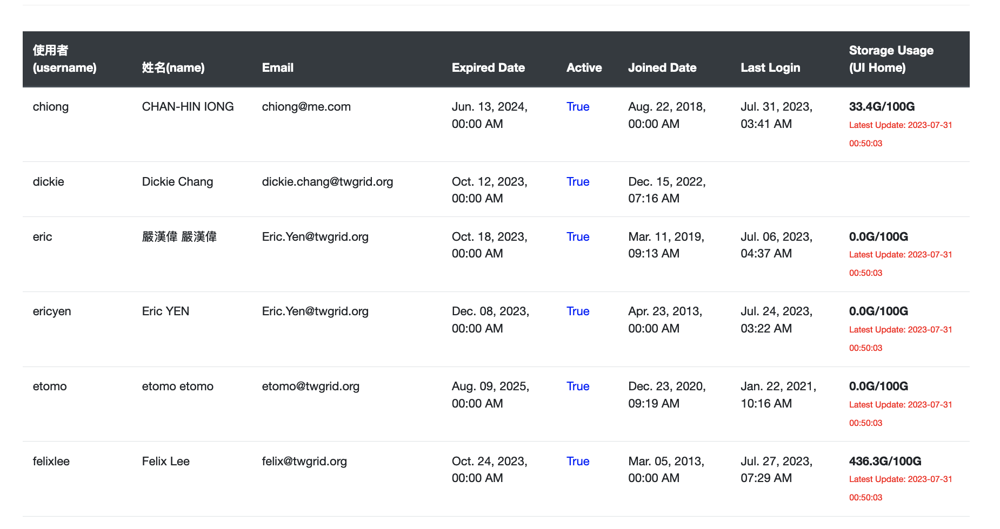 使用者
(username)
姓名(name)
Email
Expired Date
Active
Joined Date
Last Login
Storage Usage
(UI Home)
chiong
CHAN-HIN IONG
chiong@me.com
Jun. 13, 2024,
00:00 AM
True
Aug. 22, 2018,
00:00 AM
Jul. 31, 2023,
03:41 AM
33.4G/100G
Latest Update: 2023-07-31
00:50:03
dickie
Dickie Chang
dickie.chang@twgrid.org
Oct. 12, 2023,
00:00 AM
True
Dec. 15, 2022,
07:16 AM
eric
嚴漢偉 嚴漢偉
Eric.Yen@twgrid.org
Oct. 18, 2023,
00:00 AM
True
Mar. 11, 2019,
09:13 AM
Jul. 06, 2023,
04:37 AM
0.0G/100G
Latest Update: 2023-07-31
00:50:03
ericyen
Eric YEN
Eric.Yen@twgrid.org
Dec. 08, 2023,
00:00 AM
True
Apr. 23, 2013,
00:00 AM
Jul. 24, 2023,
03:22 AM
0.0G/100G
Latest Update: 2023-07-31
00:50:03
etomo
etomo etomo
etomo@twgrid.org
Aug. 09, 2025,
00:00 AM
True
Dec. 23, 2020,
09:19 AM
Jan. 22, 2021,
10:16 AM
0.0G/100G
Latest Update: 2023-07-31
00:50:03
felixlee
Felix Lee
felix@twgrid.org
Oct. 24, 2023,
00:00 AM
True
Mar. 05, 2013,
00:00 AM
Jul. 27, 2023,
07:29 AM
436.3G/100G
Latest Update: 2023-07-31
00:50:03